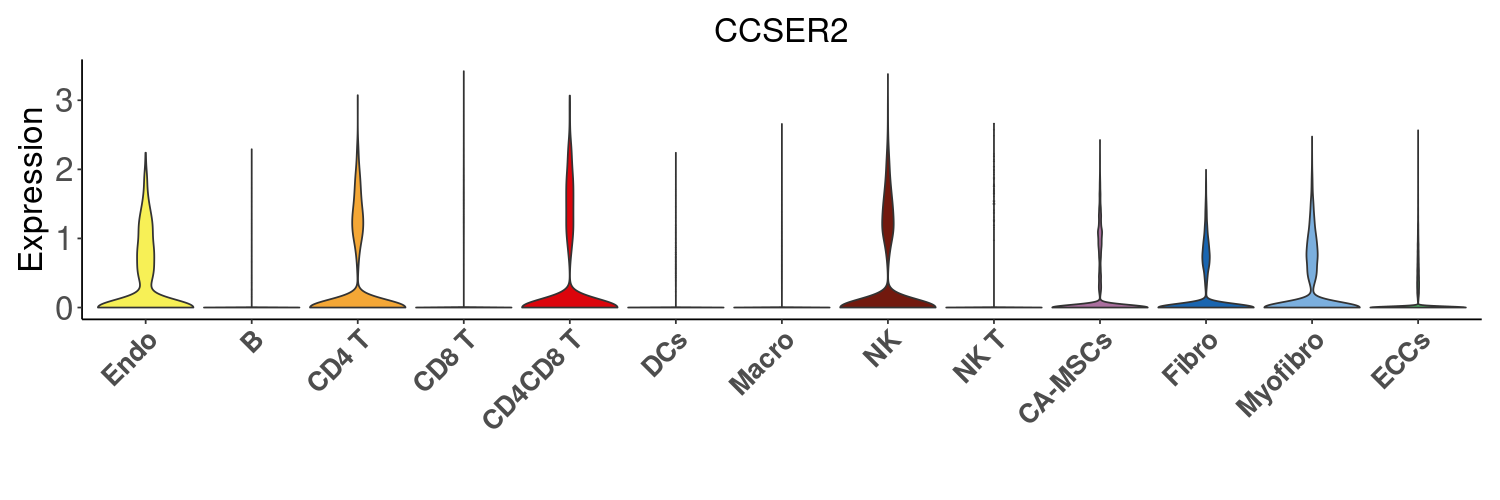 CCSER2
Expression
3
2
1
0
Endo
B
CD4 T
CD8 T
CD4CD8 T
DCs
Macro
NK
NK T
CA-MSCs
Fibro
Myofibro
ECCs